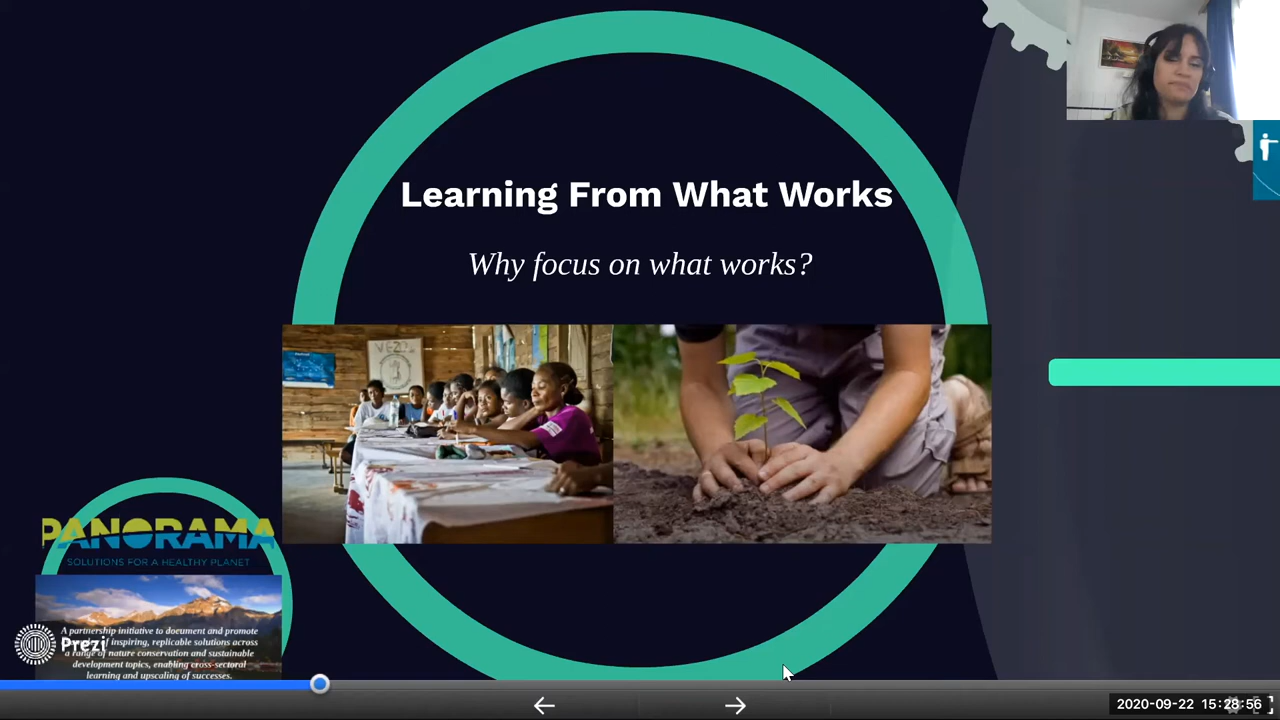 Learning From What Works
Why focus on what works?
PANORAMA
SOLUTIONS FOR A HEALTHY PLANET
A partnership initiative to document and promote
of inspiring, replicable solutions across
a range of nature conservation and sustainable
development topics, enabling cross-sectoral
learning and upscaling of successes.
Prezi
2020-09-22 15:28:56